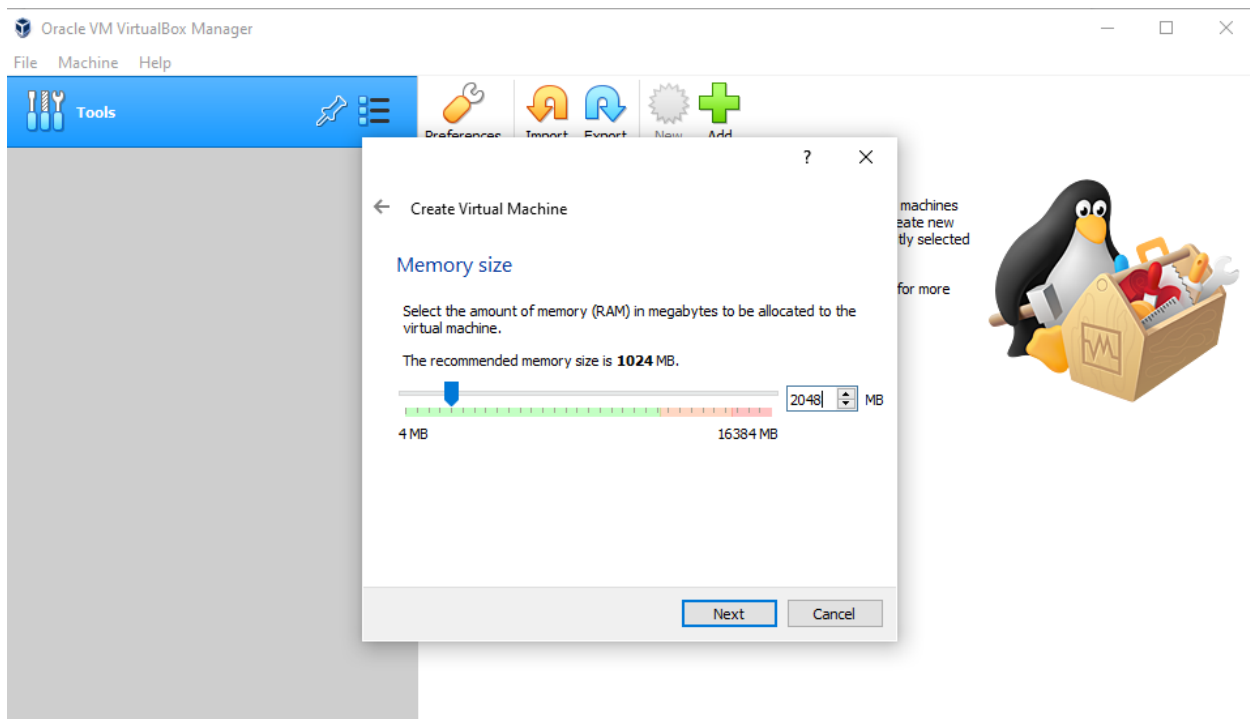 Oracle VM VirtualBox Manager
File Machine Help
Tools
Preferences Import Export New Add
?
Create Virtual Machine
machines
eate new
tly selected
for more
Memory size
Select the amount of memory (RAM) in megabytes to be allocated to the
virtual machine.
The recommended memory size is 1024 MB.
2048 MB
4 MB 16384 MB
Next Cancel